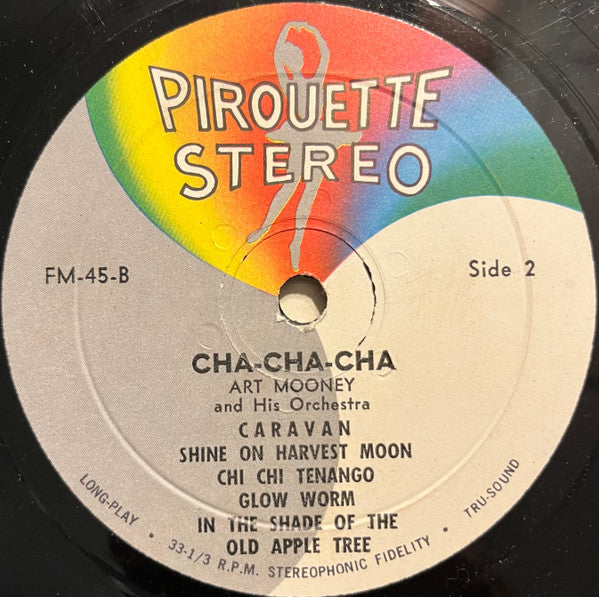 PIROUETTE
STEREO
FM-45-B
Side 2
CHA-CHA-CHA
ART MOONEY
and His Orchestra
CARAVAN
SHINE ON HARVEST MOON
CHI CHI TENANGO
GLOW WORM
IN THE SHADE OF THE
OLD APPLE TREE
LONG-PLAY • 33-1/3 R.P.M. STEREOPHONIC FIDELITY • TRU-SOUND